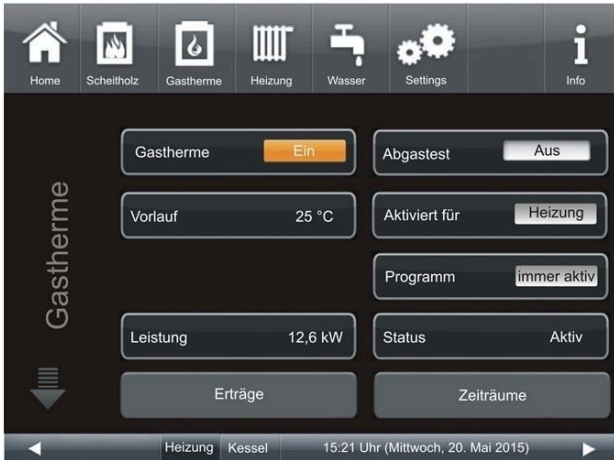 Home Scheitholz Gastherme Heizung Wasser Settings Info
Gastherme
Gastherme Ein
Abgastest Aus
Vorlauf 25 °C
Aktiviert für Heizung
Programm immer aktiv
Leistung 12,6 kW
Status Aktiv
Erträge
Zeiträume
Heizung Kessel 15:21 Uhr (Mittwoch, 20. Mai 2015)